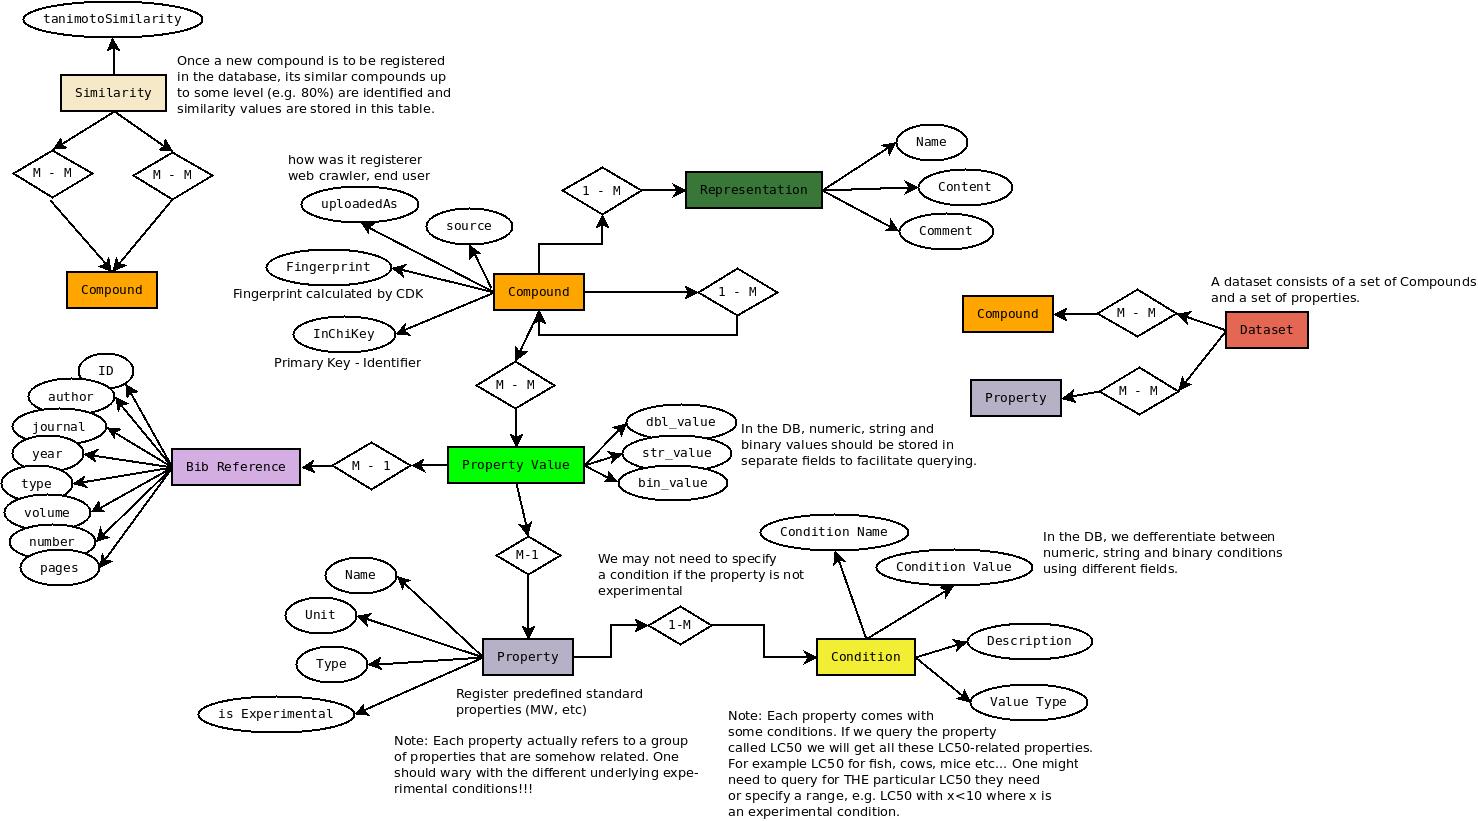 tanimotoSimilarity
Once a new compound is to be registered
in the database, its similar compounds up
to some level (e.g. 80%) are identified and
similarity values are stored in this table.
Similarity
M - M
M - M
Compound
how was it registerer
web crawler, end user
uploadedAs
source
Fingerprint
Fingerprint calculated by CDK
InChiKey
Primary Key - Identifier
Compound
1 - M
1 - M
Representation
Name
Content
Comment
A dataset consists of a set of Compounds
and a set of properties.
Compound
M - M
Dataset
Property
M - M
M - M
ID
author
journal
year
type
volume
number
pages
Bib Reference
M - 1
Property Value
dbl_value
str_value
bin_value
In the DB, numeric, string and
binary values should be stored in
separate fields to facilitate querying.
M-1
Name
Unit
Type
is Experimental
Property
Register predefined standard
properties (MW, etc)
Note: Each property actually refers to a group
of properties that are somehow related. One
should wary with the different underlying expe-
rimental conditions!!!
We may not need to specify
a condition if the property is not
experimental
1-M
Condition Name
Condition Value
In the DB, we defferentiate between
numeric, string and binary conditions
using different fields.
Condition
Description
Value Type
Note: Each property comes with
some conditions. If we query the property
called LC50 we will get all these LC50-related properties.
For example LC50 for fish, cows, mice etc... One might
need to query for THE particular LC50 they need
or specify a range, e.g. LC50 with x<10 where x is
an experimental condition.